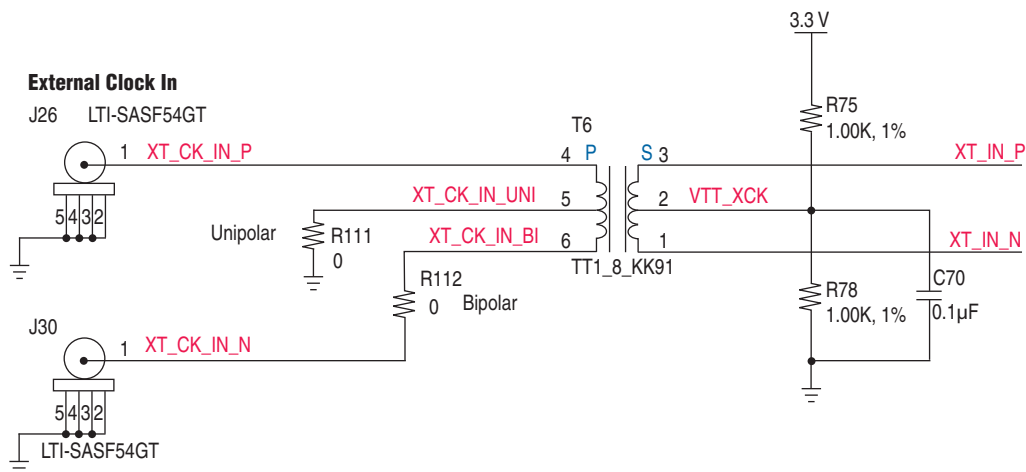 3.3 V
External Clock In
J26 LTI-SASF54GT
R75
1.00K, 1%
T6
1 XT_CK_IN_P
4 P S 3
XT_IN_P
XT_CK_IN_UNI
5
2 VTT_XCK
5 4 3 2
Unipolar
R111
0
XT_CK_IN_BI
6
1
XT_IN_N
TT1_8_KK91
R112
0 Bipolar
C70
0.1µF
R78
1.00K, 1%
J30
1 XT_CK_IN_N
5 4 3 2
LTI-SASF54GT